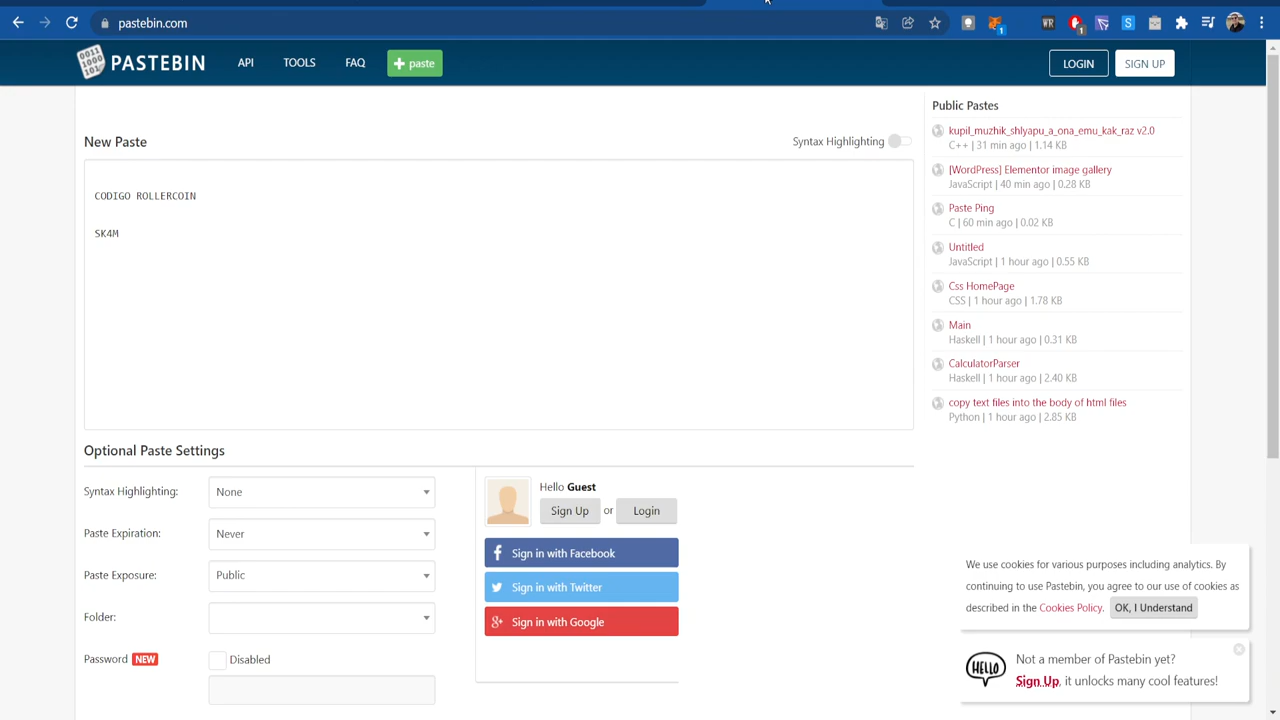 pastebin.com
WR
1
1
S
0011
1000
101
PASTEBIN
API
TOOLS
FAQ
+ paste
LOGIN
SIGN UP
New Paste
Syntax Highlighting
CODIGO ROLLERCOIN
SK4M
Public Pastes
kupil_muzhik_shlyapu_a_ona_emu_kak_raz v2.0
C++ | 31 min ago | 1.14 KB
[WordPress] Elementor image gallery
JavaScript | 40 min ago | 0.28 KB
Paste Ping
C | 60 min ago | 0.02 KB
Untitled
JavaScript | 1 hour ago | 0.55 KB
Css HomePage
CSS | 1 hour ago | 1.78 KB
Main
Haskell | 1 hour ago | 0.31 KB
CalculatorParser
Haskell | 1 hour ago | 2.40 KB
copy text files into the body of html files
Python | 1 hour ago | 2.85 KB
Optional Paste Settings
Syntax Highlighting: None
Paste Expiration: Never
Paste Exposure: Public
Folder:
Password NEW Disabled
Hello Guest
Sign Up or Login
Sign in with Facebook
Sign in with Twitter
Sign in with Google
We use cookies for various purposes including analytics. By
continuing to use Pastebin, you agree to our use of cookies as
described in the Cookies Policy. OK, I Understand
HELLO
Not a member of Pastebin yet?
Sign Up, it unlocks many cool features!